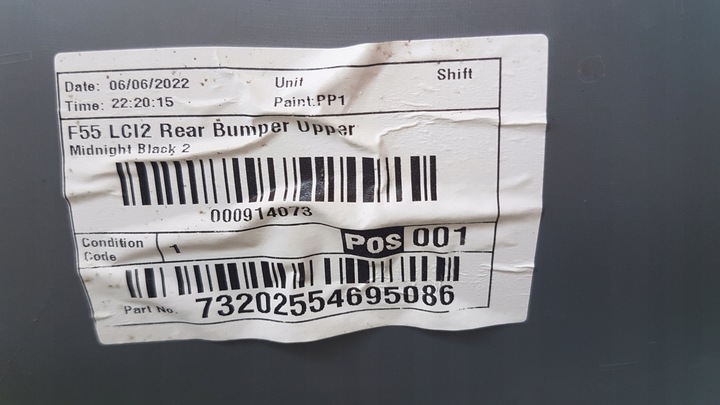 Date: 06/06/2022 Unit Shift
Time: 22:20:15 Paint:PP1
F55 LCI2 Rear Bumper Upper
Midnight Black 2
000914073
Condition Code 1 POS 001
Part No. 73202554695086